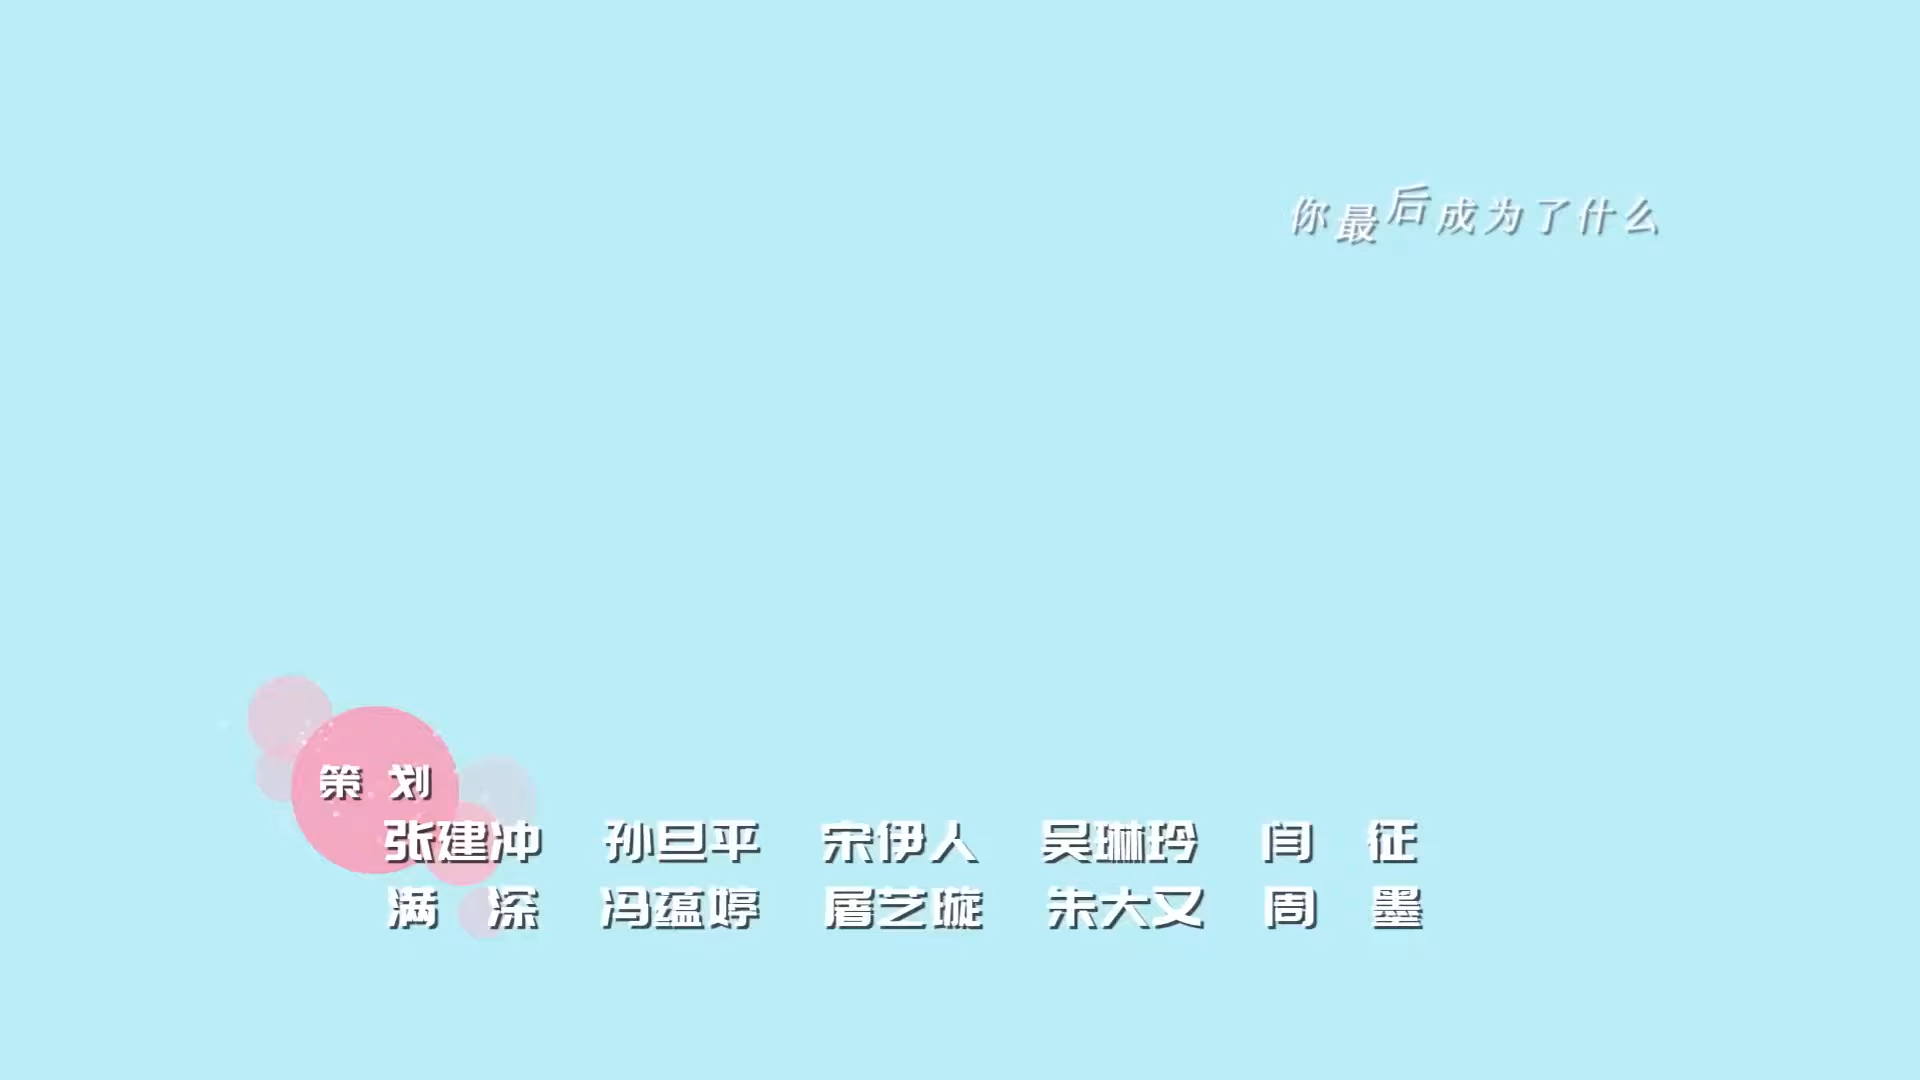 你最后成为了什么
策 划
张建冲 孙旦平 宋伊人 吴琳玲 闫 征
满 深 冯蕴婷 屠艺璇 朱大又 周 墨